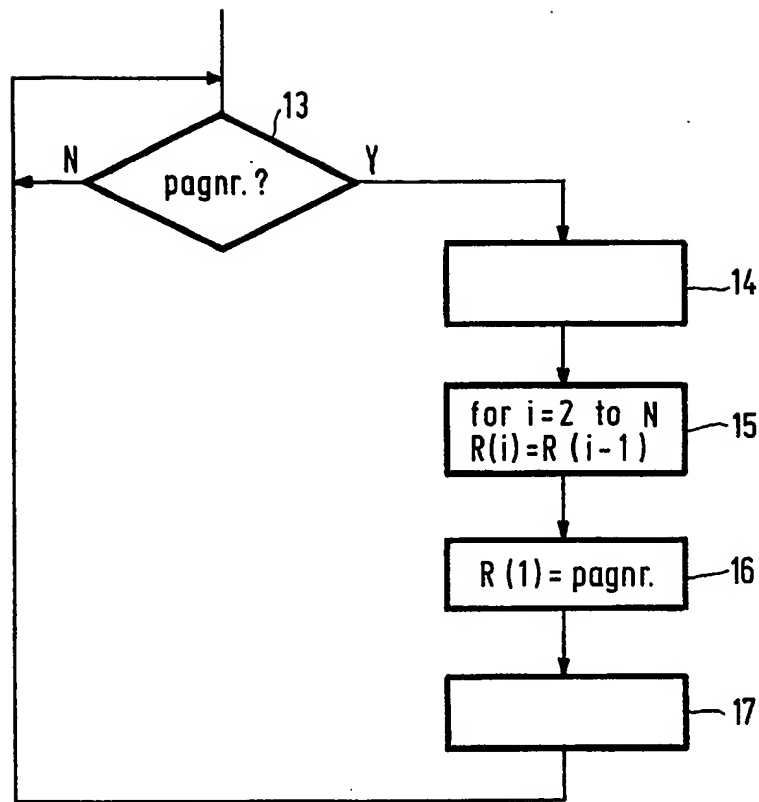 13
N
Y
pagnr. ?
14
for i=2 to N
R(i)=R(i-1)
15
R(1)= pagnr.
16
17